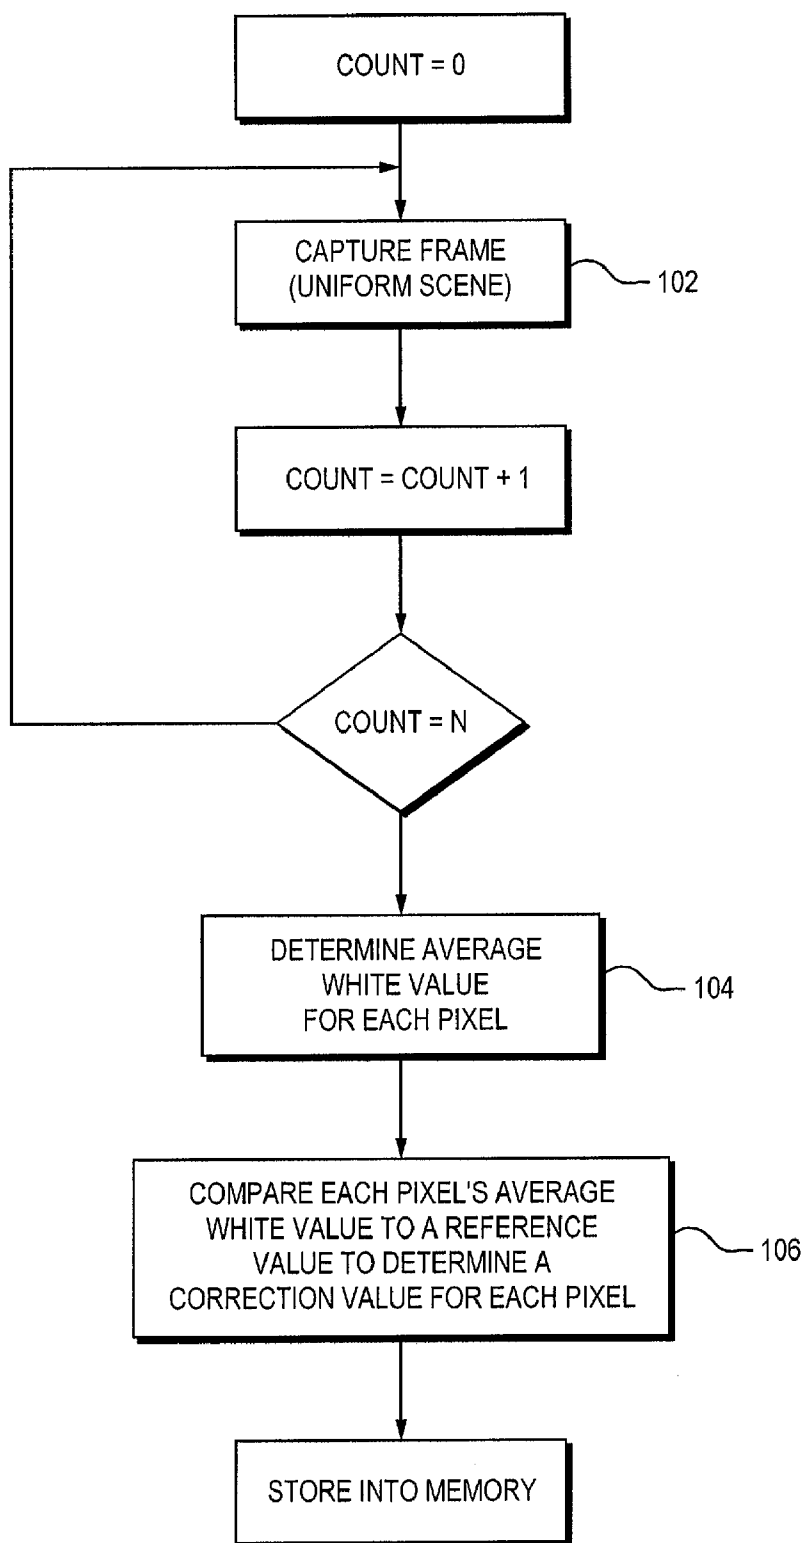 COUNT = 0
CAPTURE FRAME
(UNIFORM SCENE)
102
COUNT = COUNT + 1
COUNT = N
DETERMINE AVERAGE
WHITE VALUE
FOR EACH PIXEL
104
COMPARE EACH PIXEL'S AVERAGE
WHITE VALUE TO A REFERENCE
VALUE TO DETERMINE A
CORRECTION VALUE FOR EACH PIXEL
106
STORE INTO MEMORY